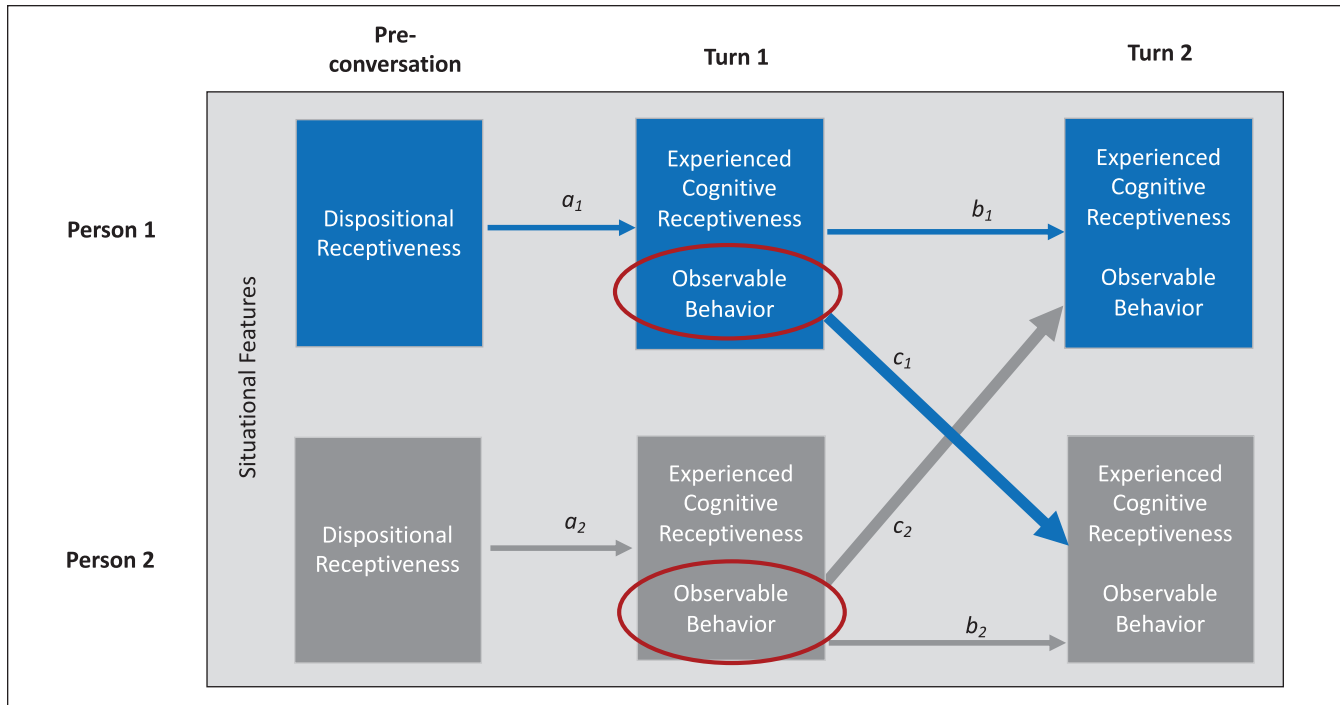 Pre-
conversation
Turn 1
Turn 2
Person 1
Situational Features
Dispositional
Receptiveness
a1
Experienced
Cognitive
Receptiveness
Observable
Behavior
b1
Experienced
Cognitive
Receptiveness
Observable
Behavior
c1
c2
Person 2
Dispositional
Receptiveness
a2
Experienced
Cognitive
Receptiveness
Observable
Behavior
b2
Experienced
Cognitive
Receptiveness
Observable
Behavior